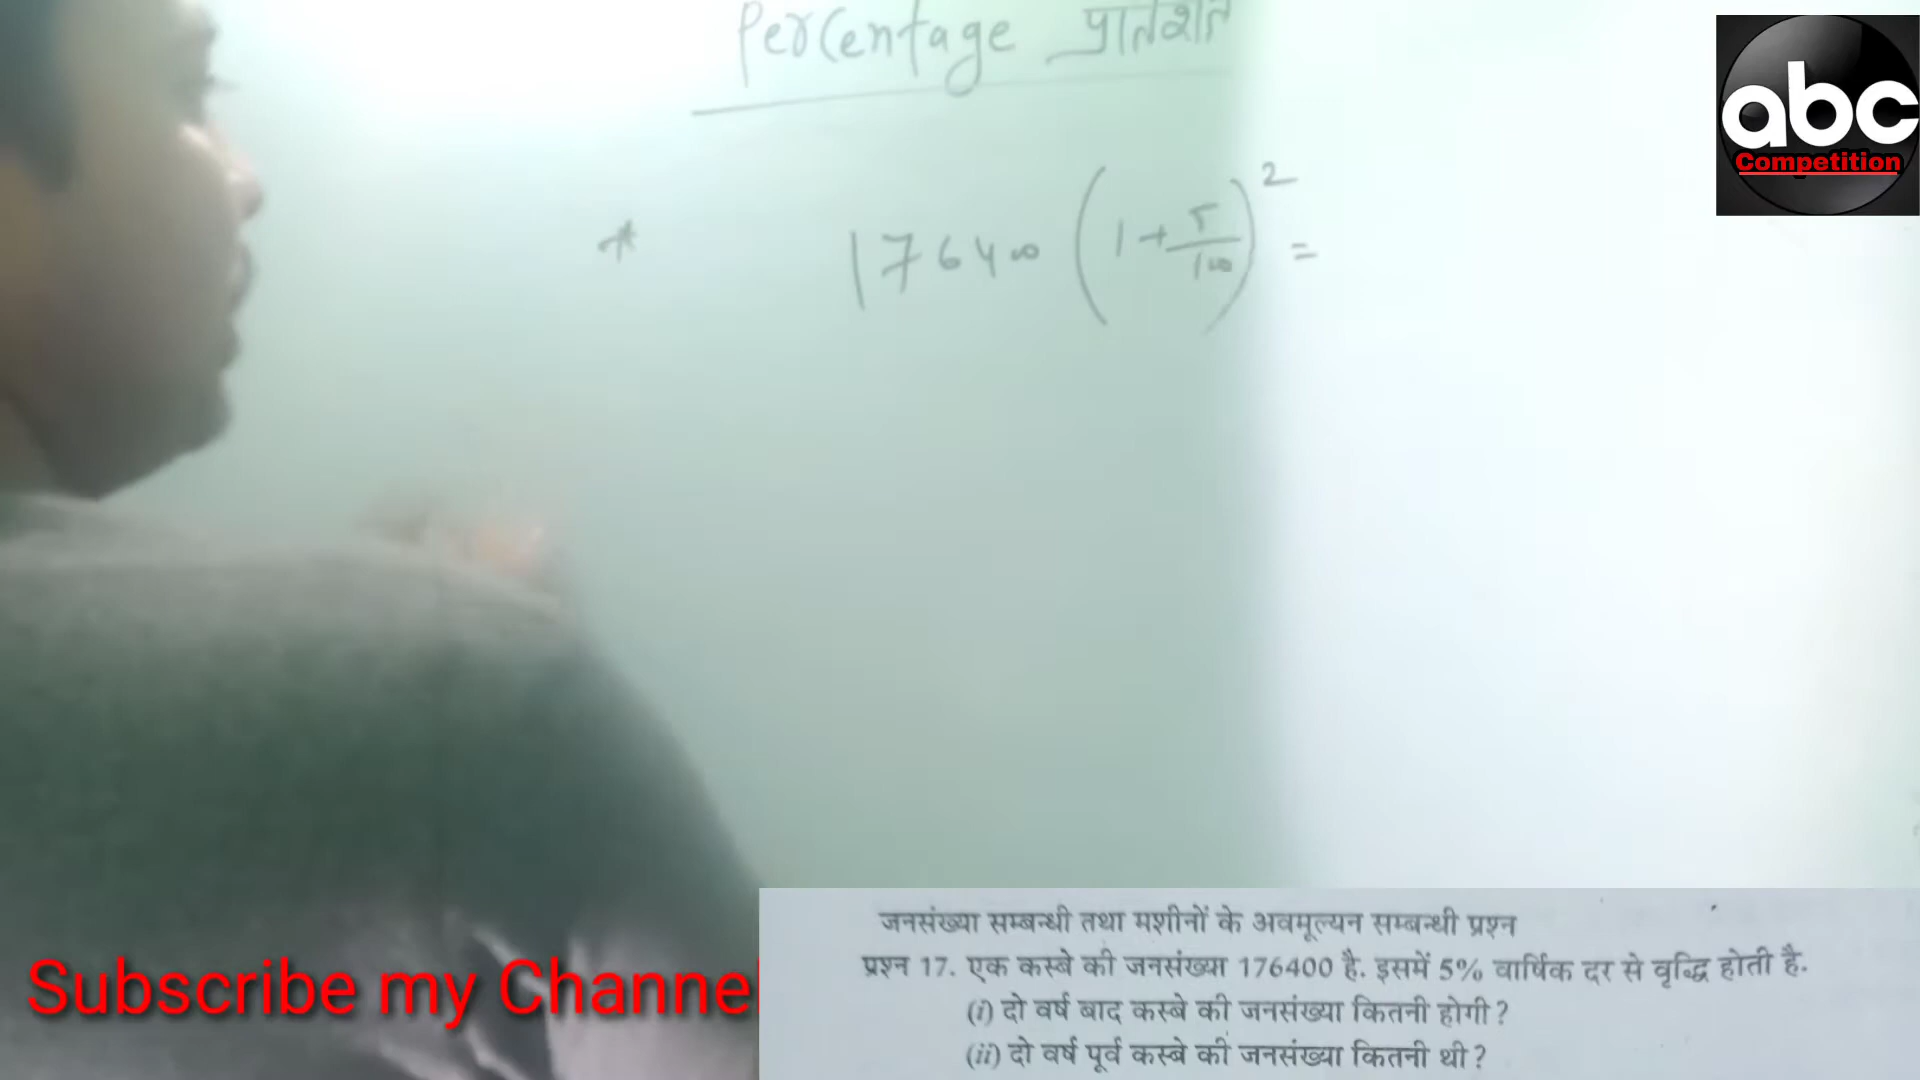 Percentage प्रतिशत
abc
Competition
* 176400 (1+5/100)² =
जनसंख्या सम्बन्धी तथा मशीनों के अवमूल्यन सम्बन्धी प्रश्न
प्रश्न 17. एक कस्बे की जनसंख्या 176400 है. इसमें 5% वार्षिक दर से वृद्धि होती है.
(i) दो वर्ष बाद कस्बे की जनसंख्या कितनी होगी ?
(ii) दो वर्ष पूर्व कस्बे की जनसंख्या कितनी थी ?
Subscribe my Channel